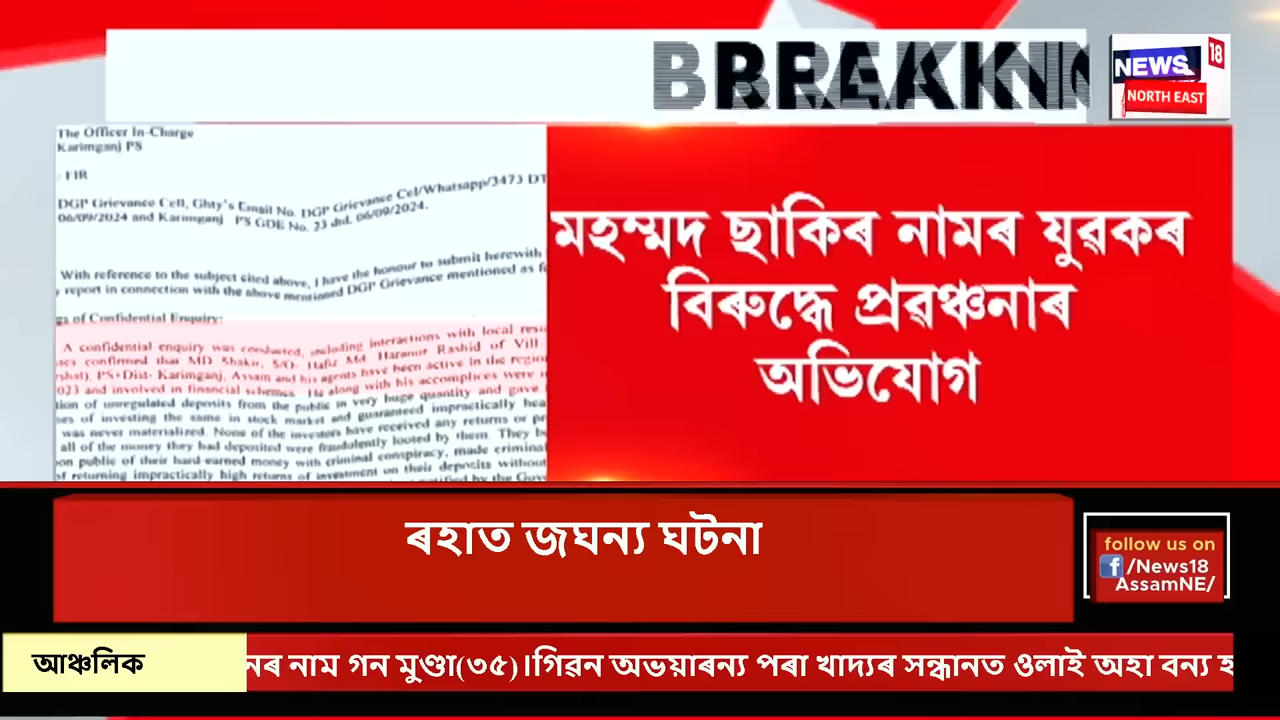 BREAKIN
NEWS 18
NORTH EAST
The Officer In-Charge
Karimganj PS
FIR
DGP Grievance Cell, Ghty's Email No. DGP Grievance Cel/Whatsapp/3473 DT
06/09/2024 and Karimganj PS GDE No. 23 dtd. 06/09/2024.
With reference to the subject cited above, I have the honour to submit herewith
report in connection with the above mentioned DGP Grievance mentioned as
of Confidential Enquiry:
A confidential enquiry was conducted, including interactions with local
confirmed that MD Shakir, S/O- Hafiz Md. Haranur Rashid of Vill
PS+Dist- Karimganj, Assam and his agents have been active in the
and involved in financial schemes. He along with his accomplices were
of unregulated deposits from the public in very huge quantity and gave
of investing the same in stock market and guaranteed impractically
was never materialized. None of the investors have received any returns or
all of the money they had deposited were fraudulently looted by them. They
public of their hard-earned money with criminal conspiracy, made
of returning impractically high returns of investment on their deposits
মহম্মদ ছাকিৰ নামৰ যুৱকৰ
বিৰুদ্ধে প্ৰৱঞ্চনাৰ
অভিযোগ
ৰহাত জঘন্য ঘটনা
follow us on
/News18
AssamNE/
আঞ্চলিক
নৰ নাম গন মুণ্ডা(৩৫)।গিৱন অভয়াৰন্য পৰা খাদ্যৰ সন্ধানত ওলাই অহা বন্য হ